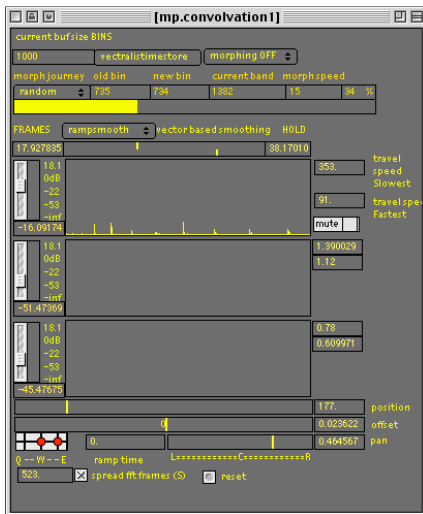 [mp.convolvation1]
current bufsize BINS
1000 vectralistimestore morphing OFF
morph journey old bin new bin current band morph speed
random 735 734 1382 15 34 %
FRAMES rampsmooth vector based smoothing HOLD
17.927835 38.17010
18.1
0dB
-22
-53
-inf
-16.09174
353. travel speed Slowest
91. travel spe
Fastest
mute
18.1
0dB
-22
-53
-inf
-51.47369
1.390029
1.12
18.1
0dB
-22
-53
-inf
-45.47675
0.78
0.609971
177. position
0 0.023622 offset
0. 0.464567 pan
Q -- W -- E ramp time L============C============R
523. spread fft frames (S) reset